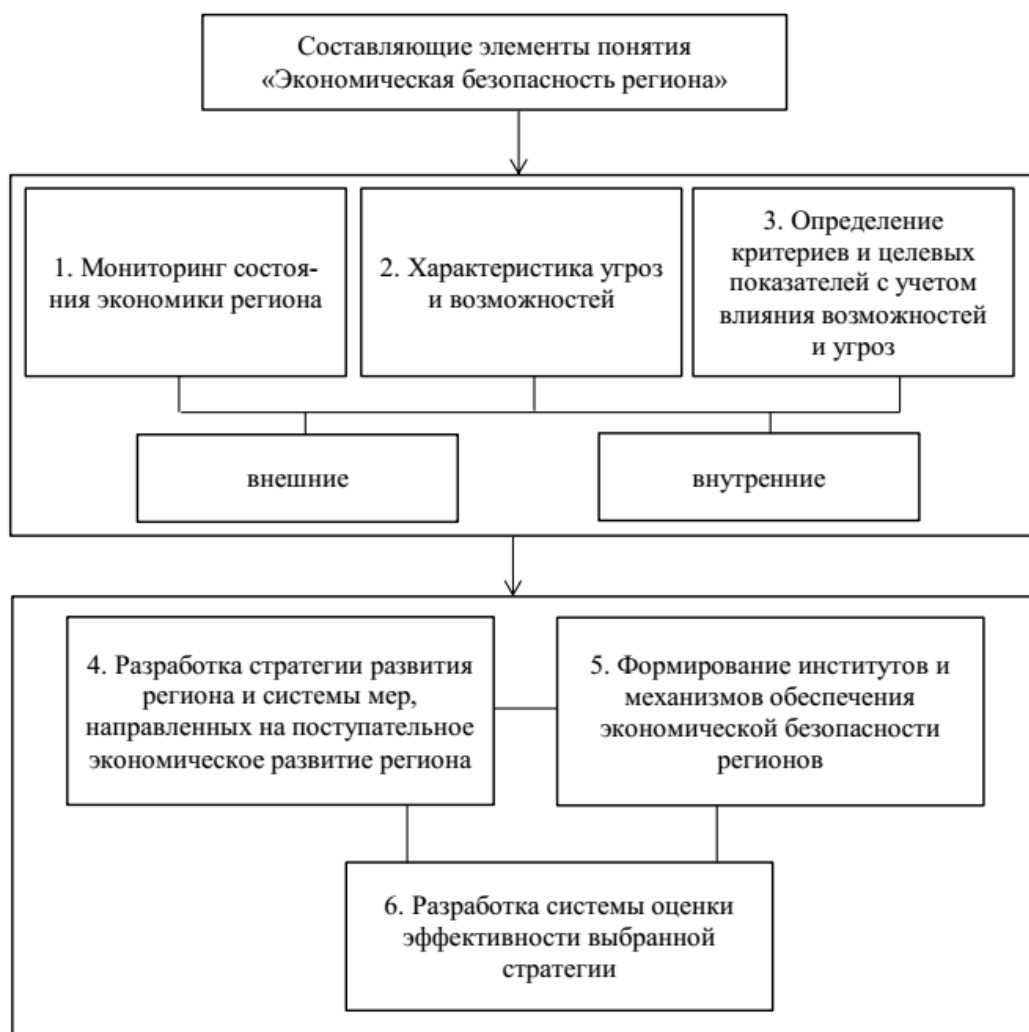 Составляющие элементы понятия
«Экономическая безопасность региона»
1. Мониторинг состоя-
ния экономики региона
2. Характеристика угроз
и возможностей
3. Определение
критериев и целевых
показателей с учетом
влияния возможностей
и угроз
внешние
внутренние
4. Разработка стратегии развития
региона и системы мер,
направленных на поступательное
экономическое развитие региона
5. Формирование институтов и
механизмов обеспечения
экономической безопасности
регионов
6. Разработка системы оценки
эффективности выбранной
стратегии